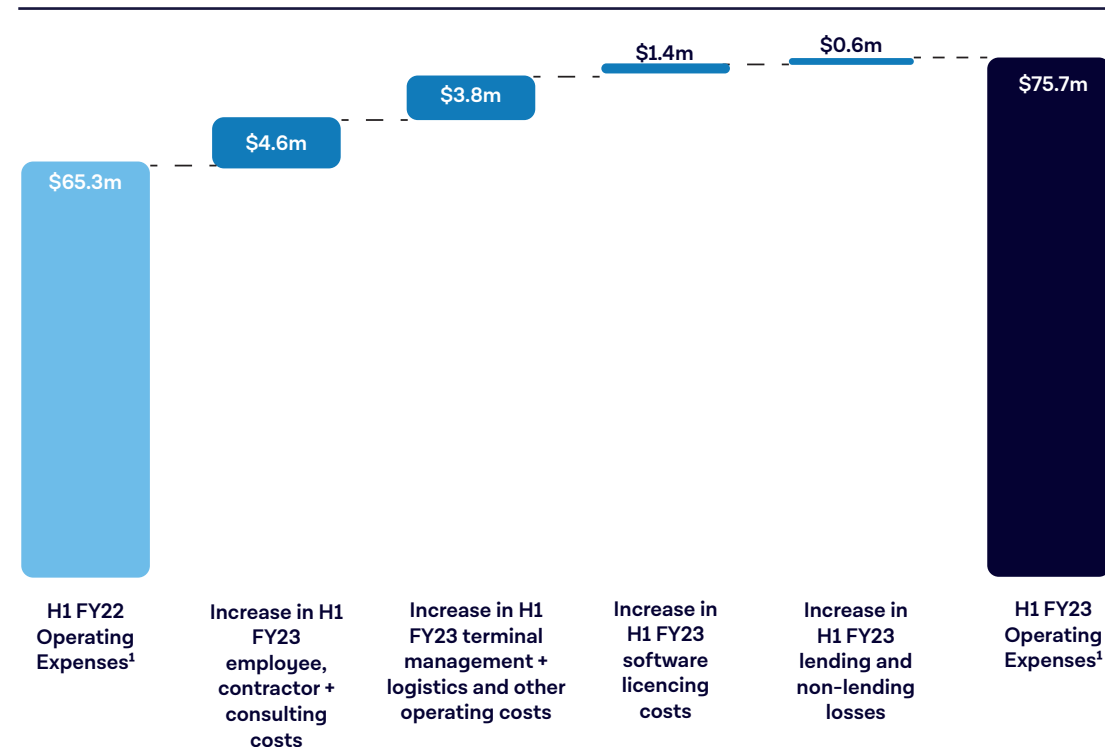 $1.4m
$0.6m
$75.7m
$3.8m
$4.6m
$65.3m
H1 FY22
Operating
Expenses¹
Increase in H1
FY23
employee,
contractor +
consulting
costs
Increase in H1
FY23 terminal
management +
logistics and other
operating costs
Increase in
H1 FY23
software
licencing
costs
Increase in
H1 FY23
lending and
non-lending
losses
H1 FY23
Operating
Expenses¹